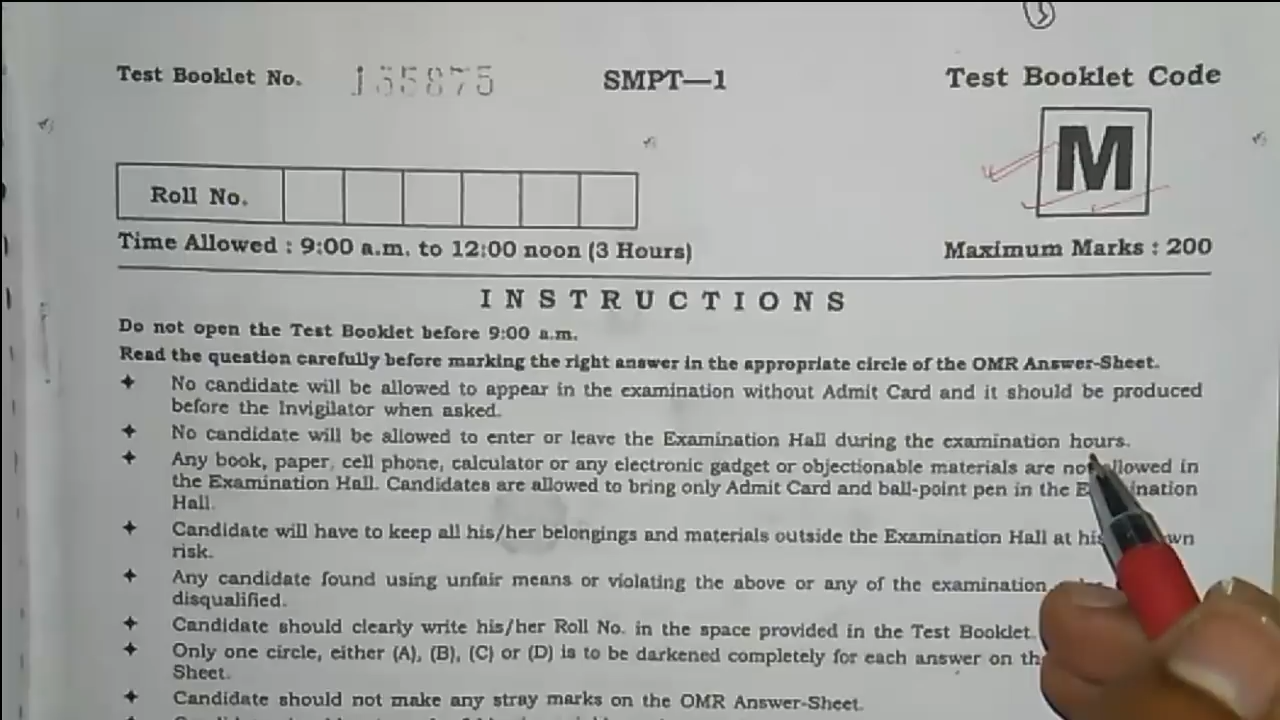 Test Booklet No. 155875 SMPT—1 Test Booklet Code
M
Roll No.
Time Allowed : 9:00 a.m. to 12:00 noon (3 Hours) Maximum Marks : 200
INSTRUCTIONS
Do not open the Test Booklet before 9:00 a.m.
Read the question carefully before marking the right answer in the appropriate circle of the OMR Answer-Sheet.
✦ No candidate will be allowed to appear in the examination without Admit Card and it should be produced
before the Invigilator when asked.
✦ No candidate will be allowed to enter or leave the Examination Hall during the examination hours.
✦ Any book, paper, cell phone, calculator or any electronic gadget or objectionable materials are not allowed in
the Examination Hall. Candidates are allowed to bring only Admit Card and ball-point pen in the Examination
Hall.
✦ Candidate will have to keep all his/her belongings and materials outside the Examination Hall at his own
risk.
✦ Any candidate found using unfair means or violating the above or any of the examination
disqualified.
✦ Candidate should clearly write his/her Roll No. in the space provided in the Test Booklet.
✦ Only one circle, either (A), (B), (C) or (D) is to be darkened completely for each answer on
Sheet.
✦ Candidate should not make any stray marks on the OMR Answer-Sheet.